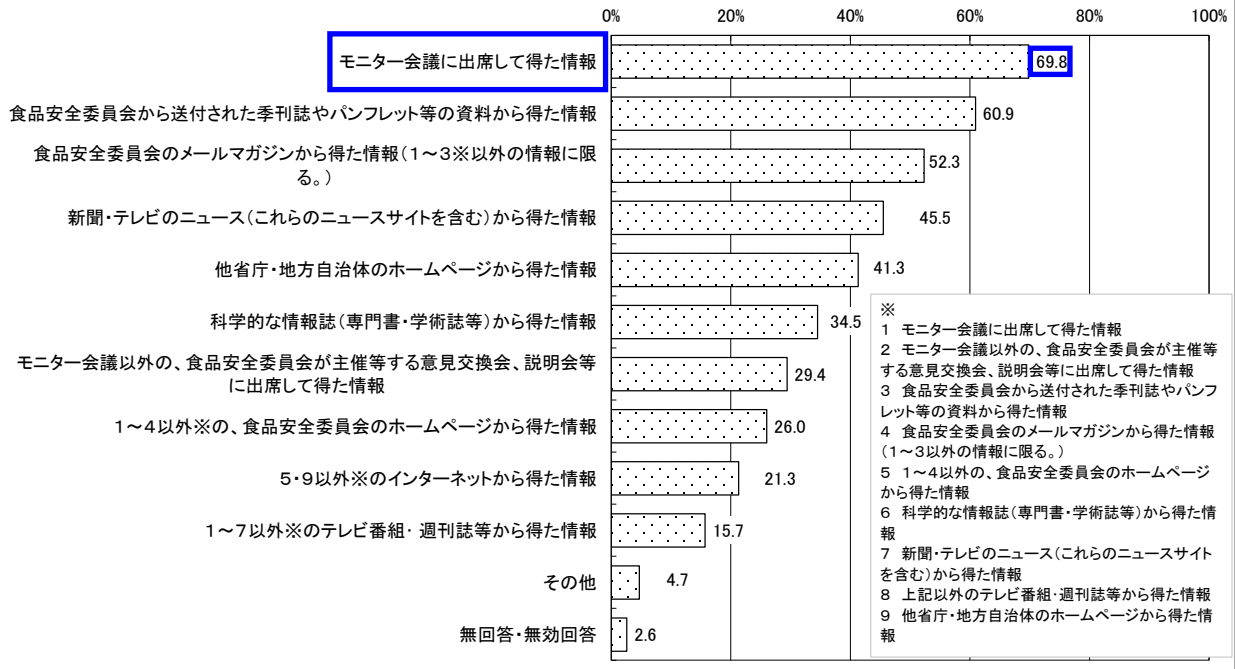 0% 20% 40% 60% 80% 100%
モニター会議に出席して得た情報 69.8
食品安全委員会から送付された季刊誌やパンフレット等の資料から得た情報 60.9
食品安全委員会のメールマガジンから得た情報(1~3※以外の情報に限
る。) 52.3
新聞・テレビのニュース(これらのニュースサイトを含む)から得た情報 45.5
他省庁・地方自治体のホームページから得た情報 41.3
科学的な情報誌(専門書・学術誌等)から得た情報 34.5
モニター会議以外の、食品安全委員会が主催等する意見交換会、説明会等
に出席して得た情報 29.4
1~4以外※の、食品安全委員会のホームページから得た情報 26.0
5・9以外※のインターネットから得た情報 21.3
1~7以外※のテレビ番組・週刊誌等から得た情報 15.7
その他 4.7
無回答・無効回答 2.6
※
1 モニター会議に出席して得た情報
2 モニター会議以外の、食品安全委員会が主催等
する意見交換会、説明会等に出席して得た情報
3 食品安全委員会から送付された季刊誌やパンフ
レット等の資料から得た情報
4 食品安全委員会のメールマガジンから得た情報
(1~3以外の情報に限る。)
5 1~4以外の、食品安全委員会のホームページ
から得た情報
6 科学的な情報誌(専門書・学術誌等)から得た情
報
7 新聞・テレビのニュース(これらのニュースサイト
を含む)から得た情報
8 上記以外のテレビ番組・週刊誌等から得た情報
9 他省庁・地方自治体のホームページから得た情
報